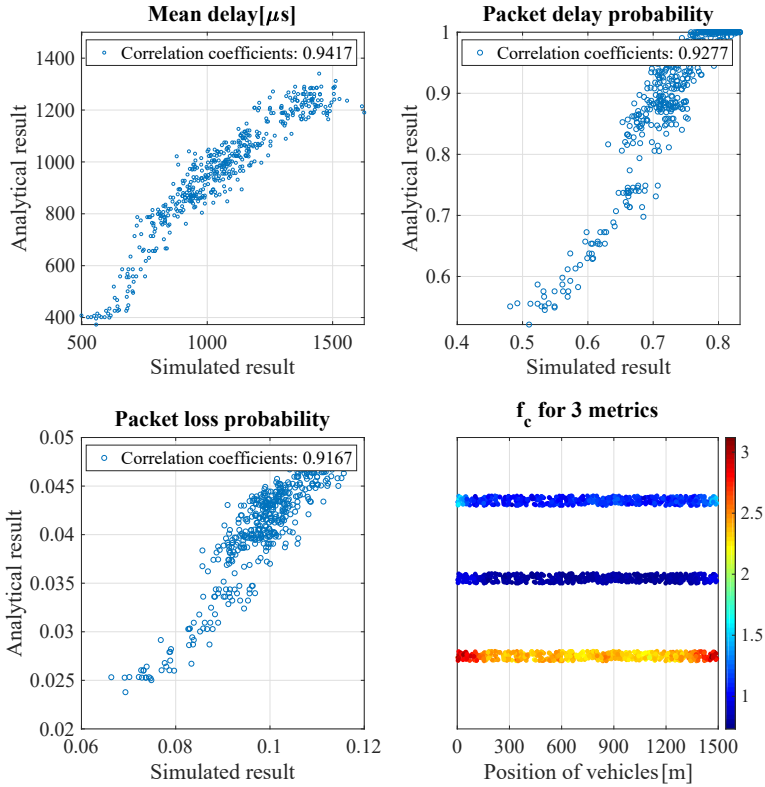 Mean delay[μs]
1400
1200
1000
800
600
400
Analytical result
Correlation coefficients: 0.9417
500
1000
1500
Simulated result
Packet delay probability
1
0.9
0.8
0.7
0.6
Analytical result
Correlation coefficients: 0.9277
0.4
0.5
0.6
0.7
0.8
Simulated result
Packet loss probability
0.05
0.045
0.04
0.035
0.03
0.025
0.02
Analytical result
Correlation coefficients: 0.9167
0.06
0.08
0.1
0.12
Simulated result
f_c for 3 metrics
3
2.5
2
1.5
1
0
300
600
900
1200
1500
Position of vehicles[m]